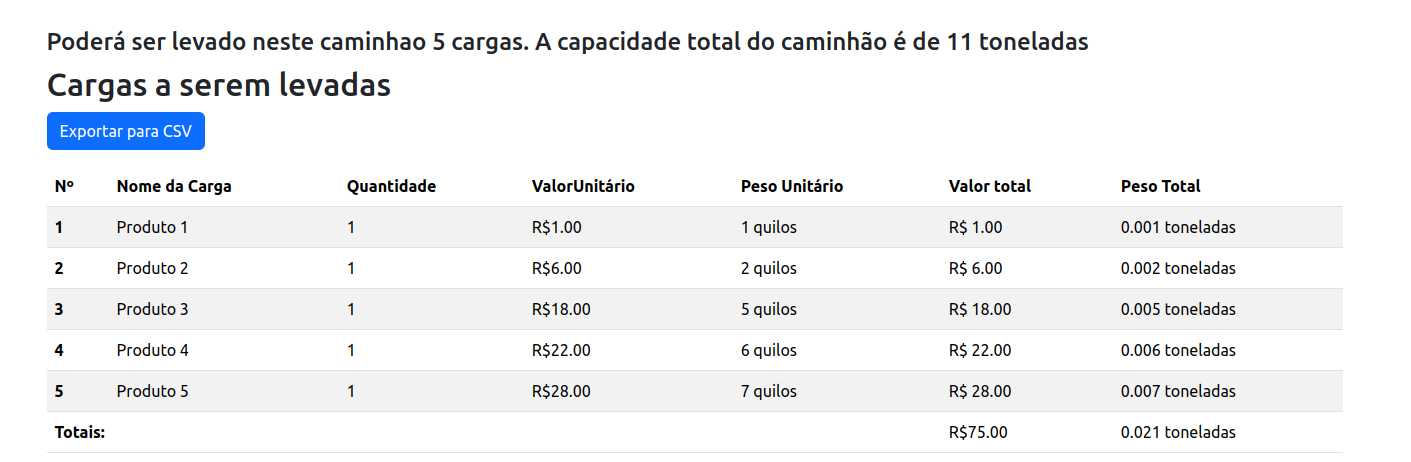 Poderá ser levado neste caminhao 5 cargas. A capacidade total do caminhão é de 11 toneladas
Cargas a serem levadas
Exportar para CSV
Nº Nome da Carga Quantidade ValorUnitário Peso Unitário Valor total Peso Total
1 Produto 1 1 R$1.00 1 quilos R$ 1.00 0.001 toneladas
2 Produto 2 1 R$6.00 2 quilos R$ 6.00 0.002 toneladas
3 Produto 3 1 R$18.00 5 quilos R$ 18.00 0.005 toneladas
4 Produto 4 1 R$22.00 6 quilos R$ 22.00 0.006 toneladas
5 Produto 5 1 R$28.00 7 quilos R$ 28.00 0.007 toneladas
Totais: R$75.00 0.021 toneladas